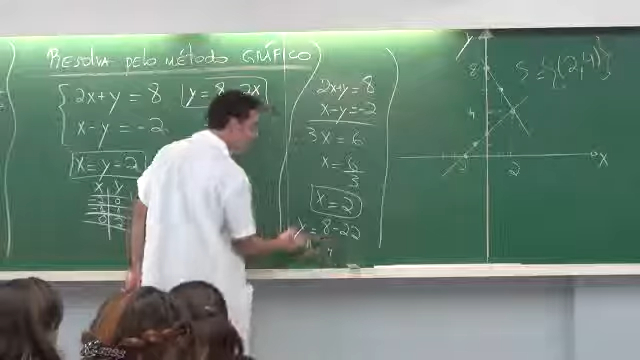 Resolva pelo método GRÁFICO
2x+y = 8
y = 8-2x
x-y = -2
x = y-2
x y
2x+y = 8
x-y = -2
3x = 6
x = 6/3
x = 2
y = 8-2.2
y
8
4
2
x
S = {(2,4)}